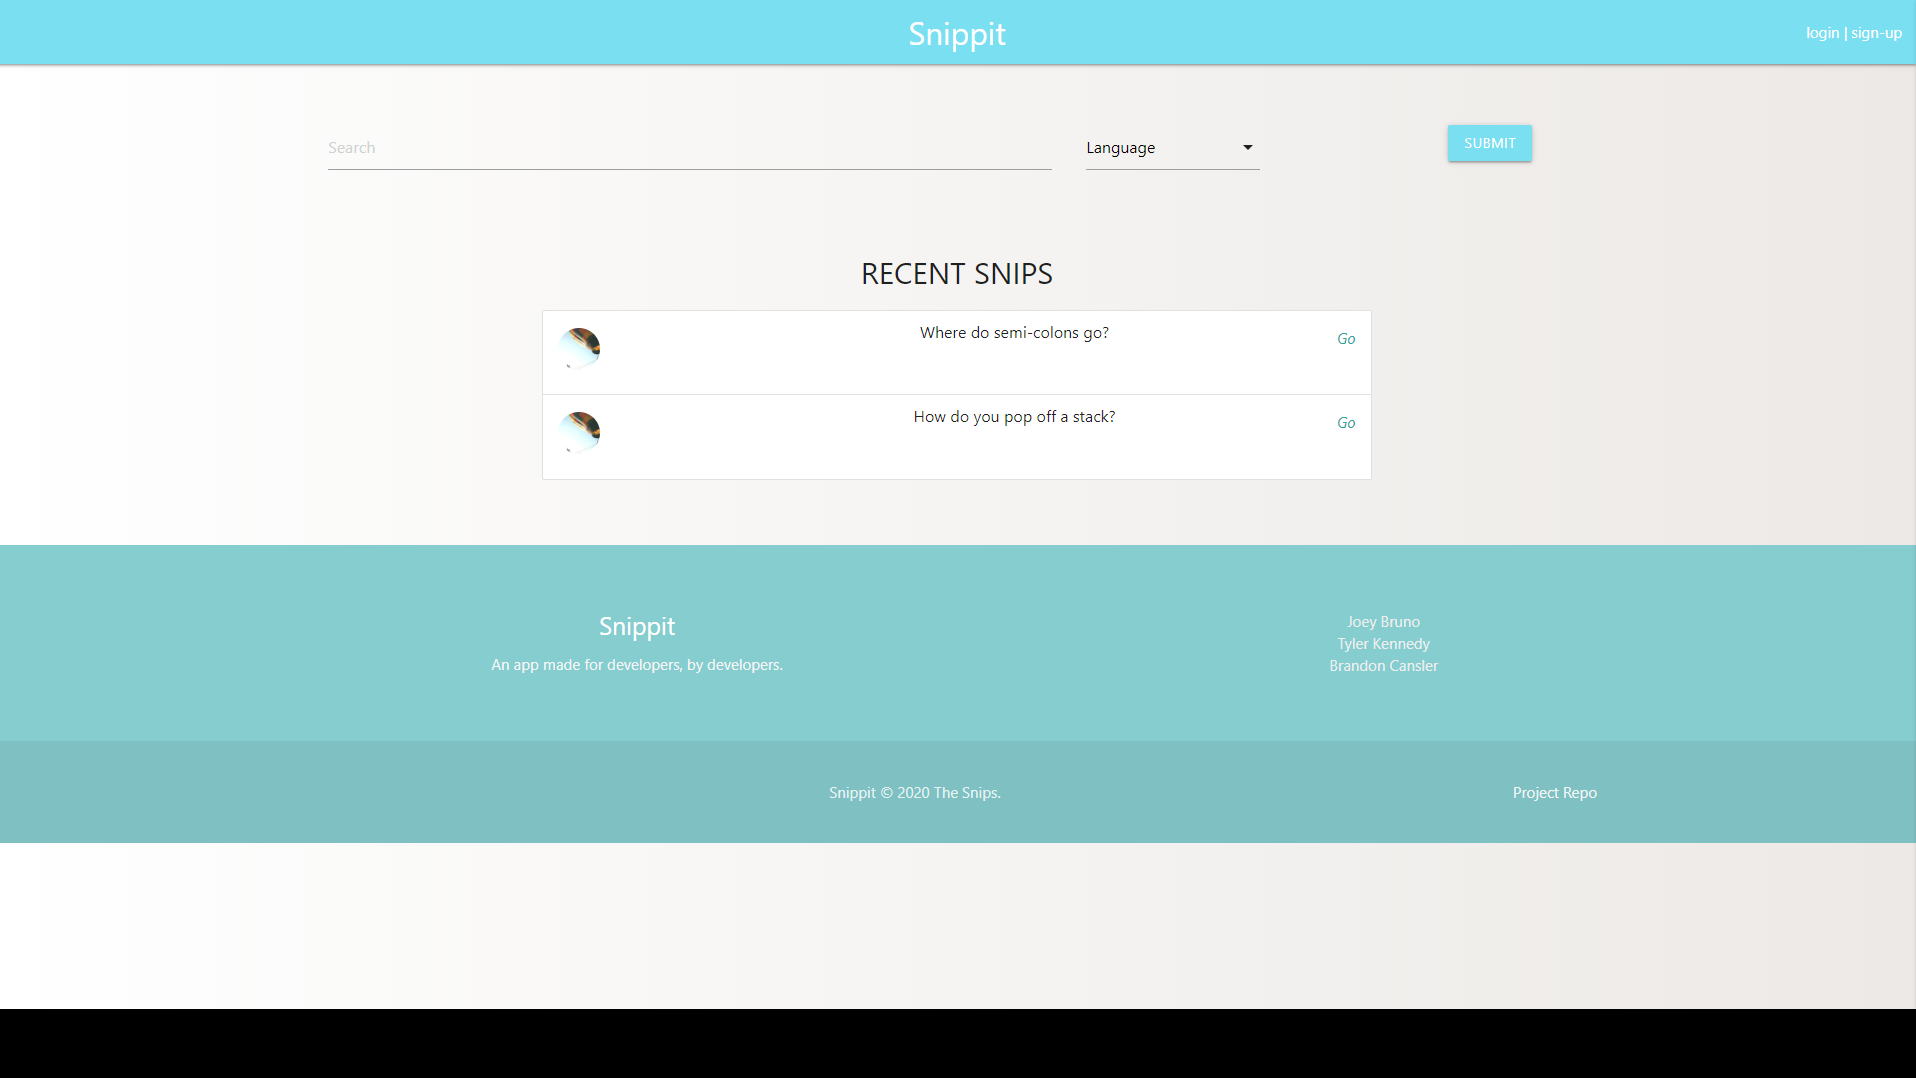 Snippit
login | sign-up
Search
Language
SUBMIT
RECENT SNIPS
Where do semi-colons go?
Go
How do you pop off a stack?
Go
Snippit
An app made for developers, by developers.
Joey Bruno
Tyler Kennedy
Brandon Cansler
Snippit © 2020 The Snips.
Project Repo